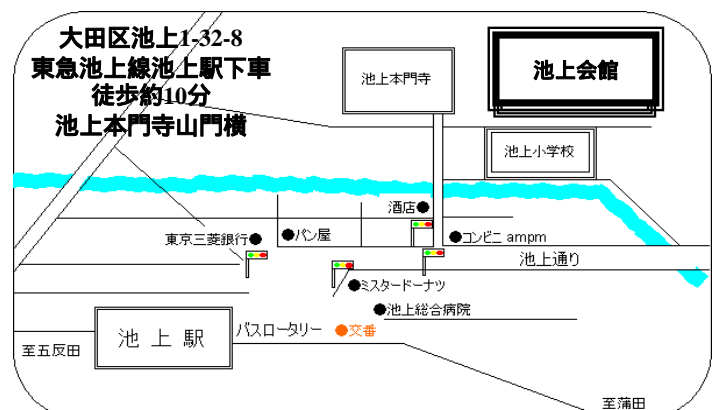 大田区池上1-32-8
東急池上線池上駅下車
徒歩約10分
池上本門寺山門横
池上本門寺
池上会館
池上小学校
酒店
東京三菱銀行
パン屋
コンビニ ampm
池上通り
ミスタードーナツ
池上総合病院
池上駅
バスロータリー
交番
至五反田
至蒲田